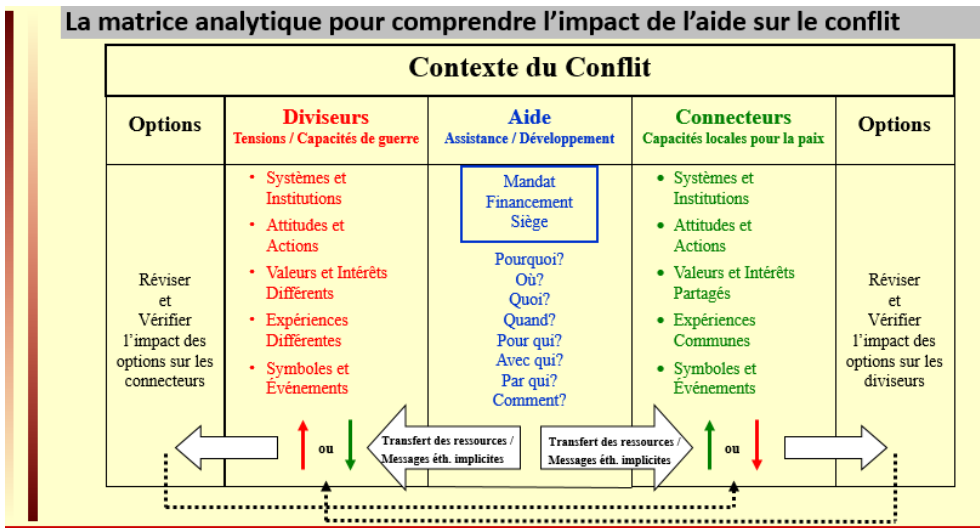 La matrice analytique pour comprendre l'impact de l'aide sur le conflit
Contexte du Conflit
Options
Diviseurs
Tensions / Capacités de guerre
Aide
Assistance / Développement
Connecteurs
Capacités locales pour la paix
Options
Réviser
et
Vérifier
l'impact des
options sur les
connecteurs
• Systèmes et
Institutions
• Attitudes et
Actions
• Valeurs et Intérêts
Différents
• Expériences
Différentes
• Symboles et
Événements
Mandat
Financement
Siège
Pourquoi?
Où?
Quoi?
Quand?
Pour qui?
Avec qui?
Par qui?
Comment?
• Systèmes et
Institutions
• Attitudes et
Actions
• Valeurs et Intérêts
Partagés
• Expériences
Communes
• Symboles et
Événements
Réviser
et
Vérifier
l'impact des
options sur les
diviseurs
ou
Transfert des ressources /
Messages éth. implicites
Transfert des ressources /
Messages éth. implicites
ou